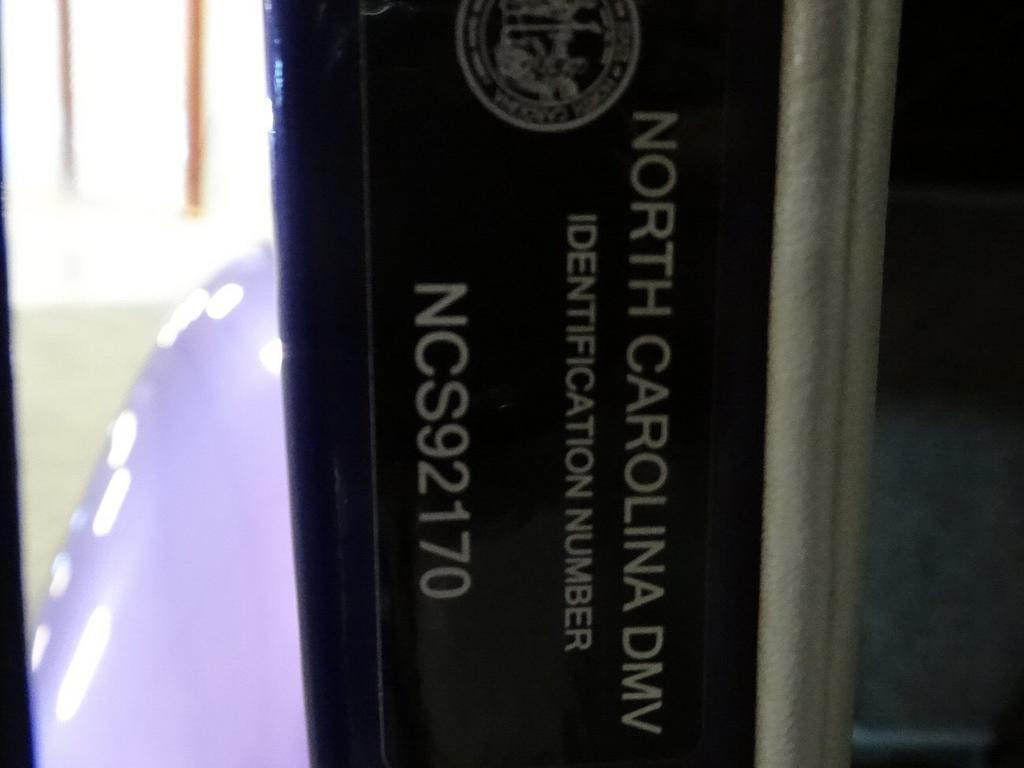 NORTH CAROLINA DMV
IDENTIFICATION NUMBER
NCS92170